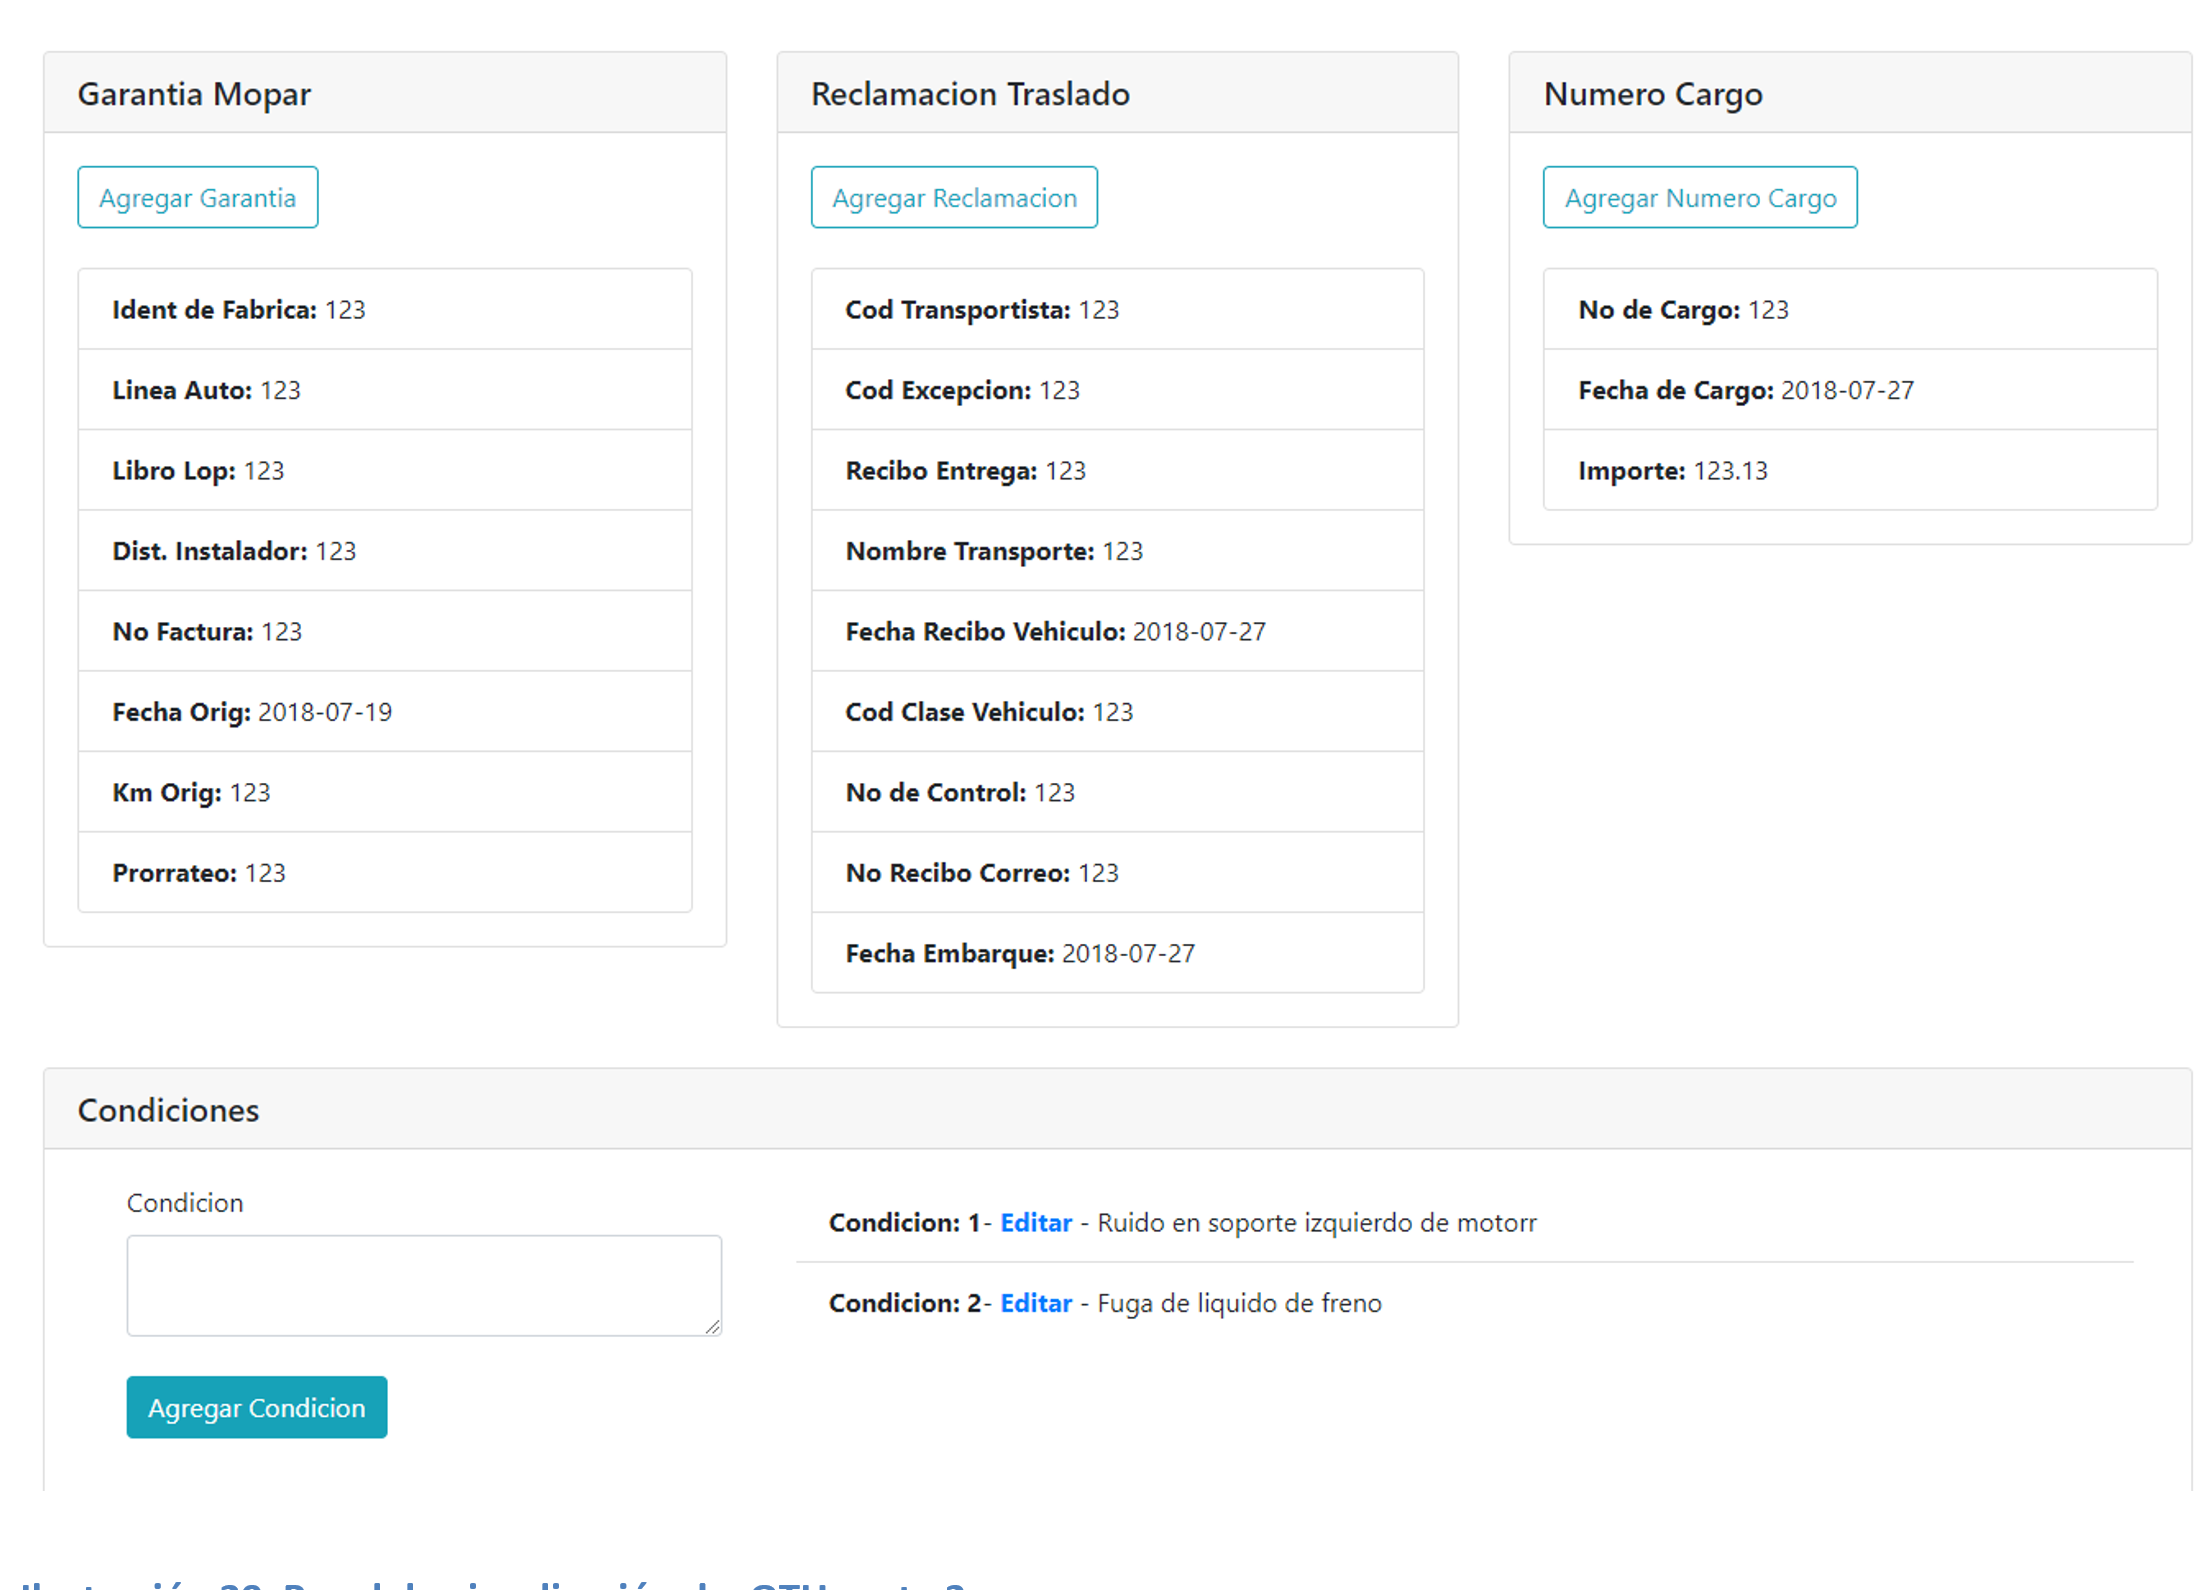 Garantia Mopar
Agregar Garantia
Ident de Fabrica: 123
Linea Auto: 123
Libro Lop: 123
Dist. Instalador: 123
No Factura: 123
Fecha Orig: 2018-07-19
Km Orig: 123
Prorrateo: 123
Reclamacion Traslado
Agregar Reclamacion
Cod Transportista: 123
Cod Excepcion: 123
Recibo Entrega: 123
Nombre Transporte: 123
Fecha Recibo Vehiculo: 2018-07-27
Cod Clase Vehiculo: 123
No de Control: 123
No Recibo Correo: 123
Fecha Embarque: 2018-07-27
Numero Cargo
Agregar Numero Cargo
No de Cargo: 123
Fecha de Cargo: 2018-07-27
Importe: 123.13
Condiciones
Condicion
Agregar Condicion
Condicion: 1- Editar - Ruido en soporte izquierdo de motorr
Condicion: 2- Editar - Fuga de liquido de freno